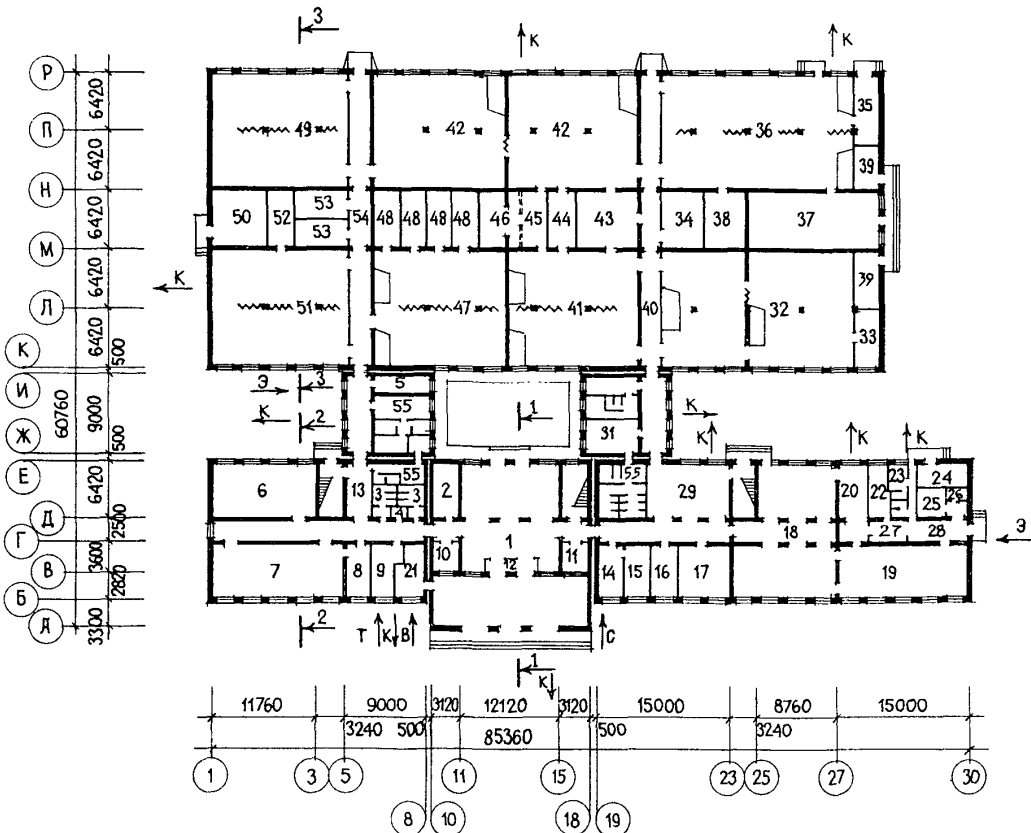 3
К
К
Р
П
Н
М
Л
К
И
Ж
Е
Д
Г
В
Б
Я
6420
6420
6420
6420
6420
500
9000
500
6420
2500
3600
2820
3300
60760
49 42 42 36 35
39
50 52 53 54 48 48 48 48 46 45 44 43 34 38 37
53
К
51 47 41 40 32 39
33
Э 3 5
К 2 55 1 31 К
К К К
6 13 55 2 55 29 20 22 23 24
3 3 25 26
4
10 1 11 18 27 28 Э
12
7 8 9 21 14 15 16 17 19
2 Т К В С
1
К
11760 9000 3120 12120 3120 15000 8760 15000
3240 500 85360 500 3240
1 3 5 11 15 23 25 27 30
8 10 18 19